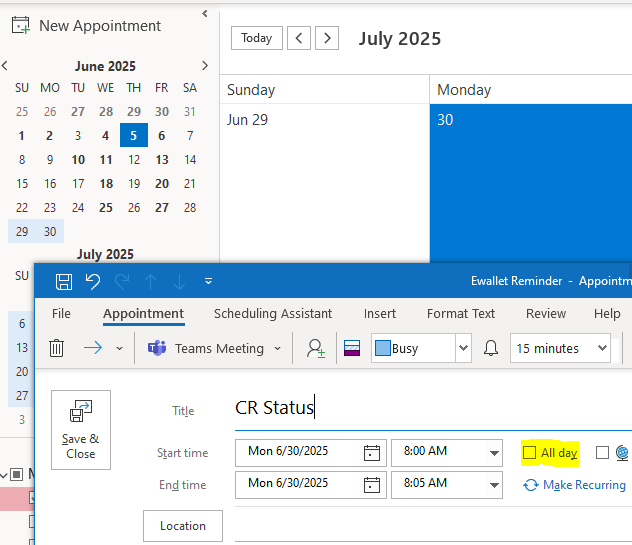 New Appointment
Today
July 2025
June 2025
SU MO TU WE TH FR SA
25 26 27 28 29 30 31
1 2 3 4 5 6 7
8 9 10 11 12 13 14
15 16 17 18 19 20 21
22 23 24 25 26 27 28
29 30
July 2025
SU
6
13
20
27
3
Sunday Monday
Jun 29 30
Ewallet Reminder - Appointm
File Appointment Scheduling Assistant Insert Format Text Review Help
Teams Meeting Busy 15 minutes
Save & Close
Title CR Status
Start time Mon 6/30/2025 8:00 AM All day
End time Mon 6/30/2025 8:05 AM Make Recurring
Location